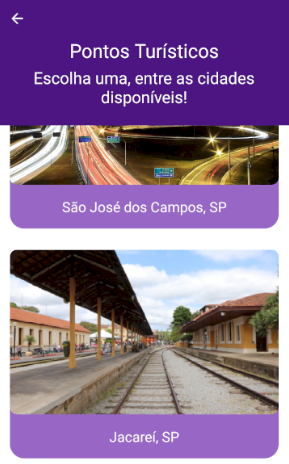 Pontos Turísticos
Escolha uma, entre as cidades
disponíveis!
São José dos Campos, SP
Jacareí, SP